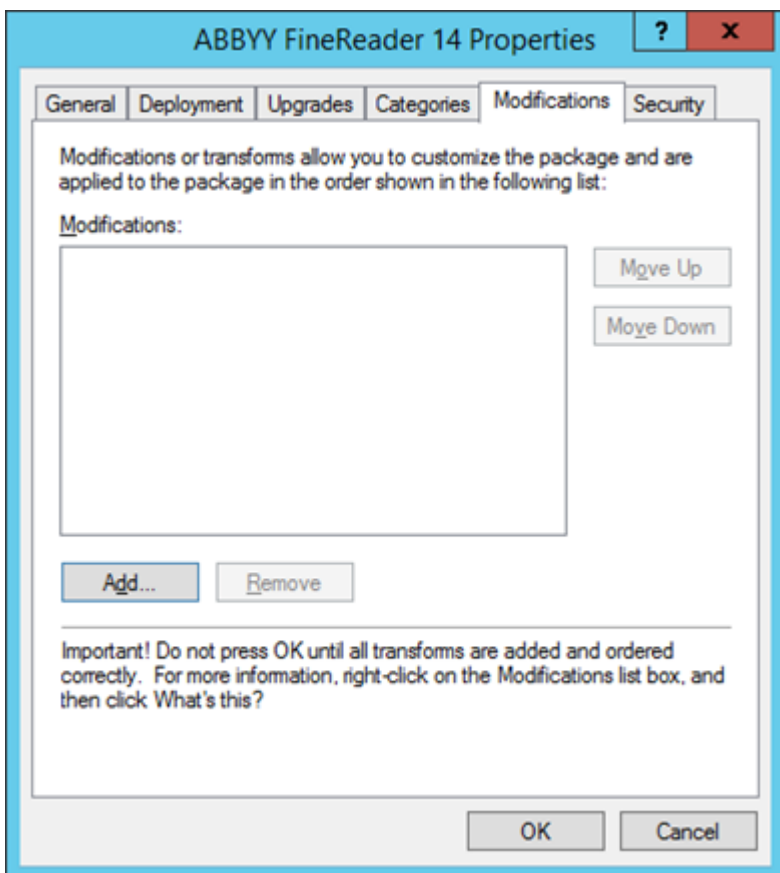 ABBYY FineReader 14 Properties ? x
General Deployment Upgrades Categories Modifications Security
Modifications or transforms allow you to customize the package and are
applied to the package in the order shown in the following list:
Modifications:
Move Up
Move Down
Add... Remove
Important! Do not press OK until all transforms are added and ordered
correctly. For more information, right-click on the Modifications list box, and
then click What's this?
OK Cancel